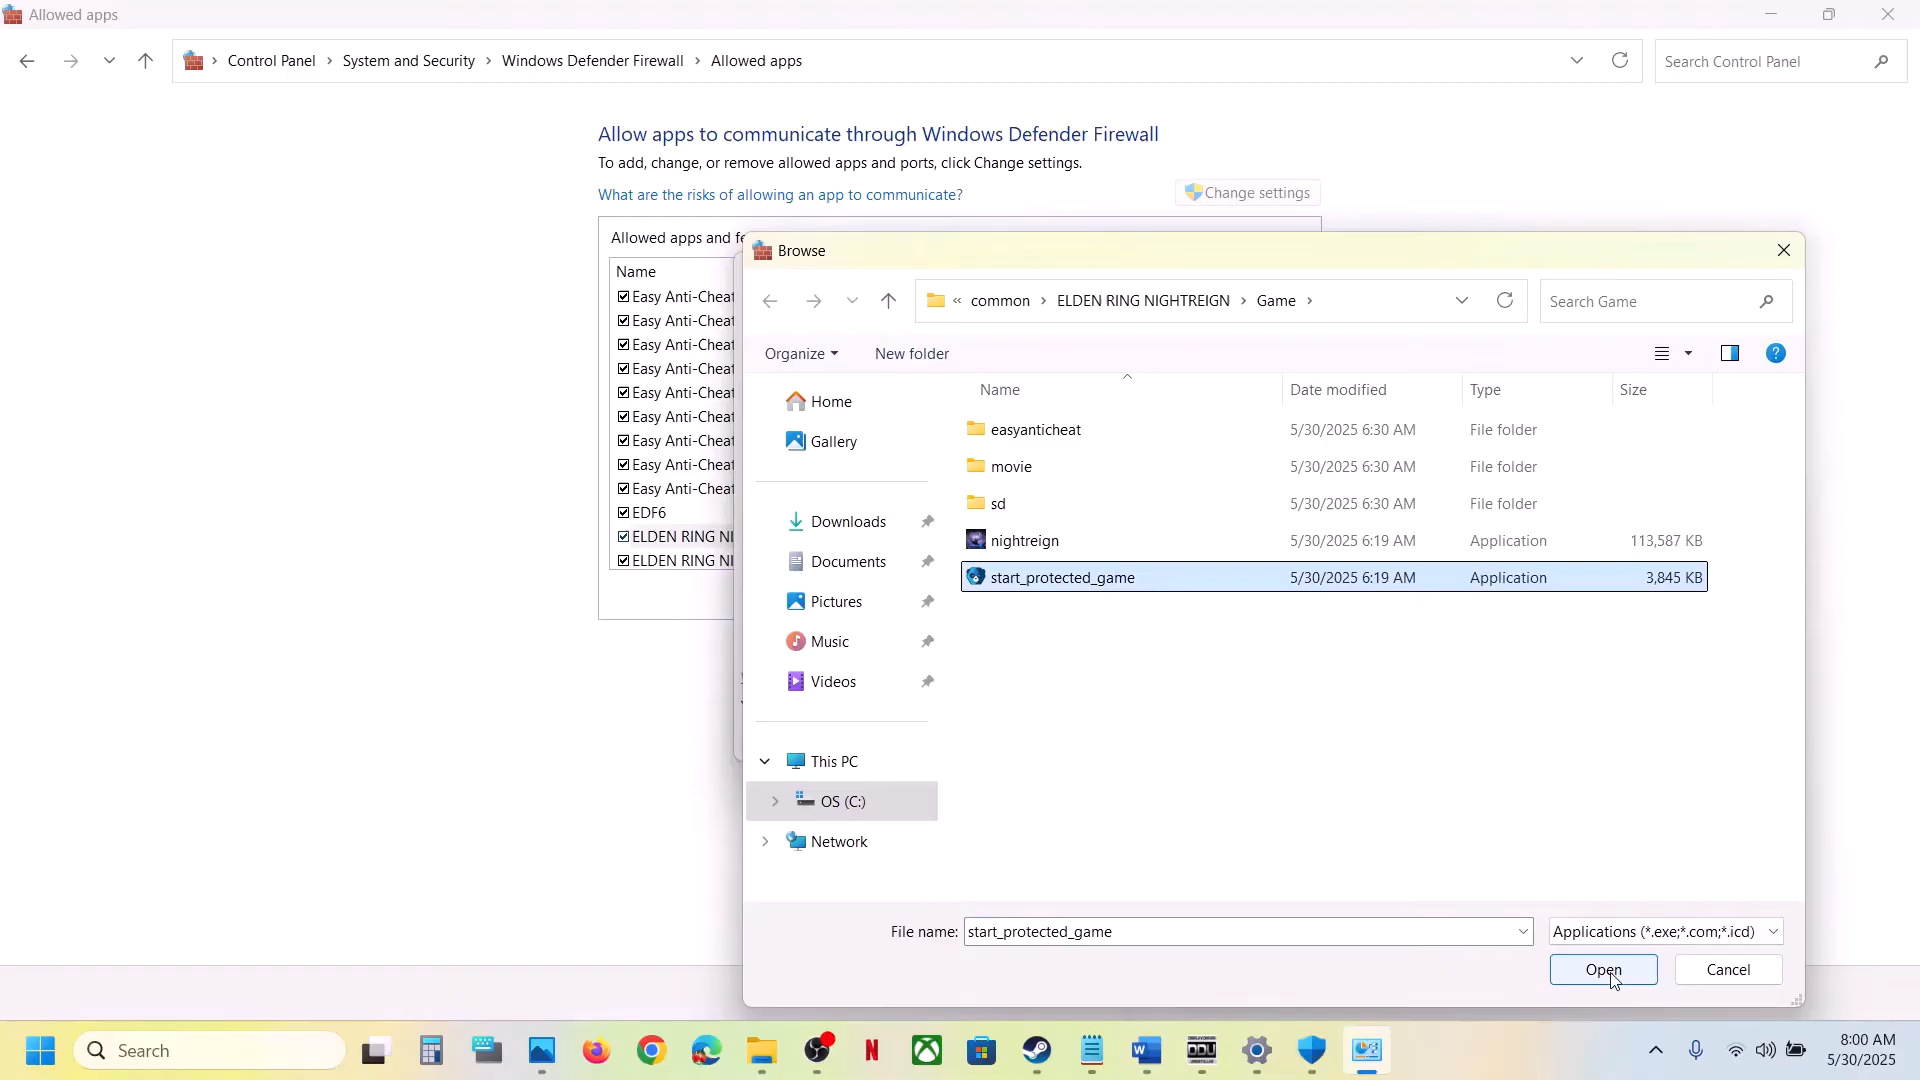 Allowed apps
Control Panel > System and Security > Windows Defender Firewall > Allowed apps
Search Control Panel
Allow apps to communicate through Windows Defender Firewall
To add, change, or remove allowed apps and ports, click Change settings.
What are the risks of allowing an app to communicate?
Change settings
Allowed apps and fe
Name
Easy Anti-Cheat
Easy Anti-Cheat
Easy Anti-Cheat
Easy Anti-Cheat
Easy Anti-Cheat
Easy Anti-Cheat
Easy Anti-Cheat
Easy Anti-Cheat
Easy Anti-Cheat
EDF6
ELDEN RING NI
ELDEN RING NI
Browse
« common > ELDEN RING NIGHTREIGN > Game >
Search Game
Organize
New folder
Home
Gallery
Downloads
Documents
Pictures
Music
Videos
This PC
OS (C:)
Network
Name Date modified Type Size
easyanticheat 5/30/2025 6:30 AM File folder
movie 5/30/2025 6:30 AM File folder
sd 5/30/2025 6:30 AM File folder
nightreign 5/30/2025 6:19 AM Application 113,587 KB
start_protected_game 5/30/2025 6:19 AM Application 3,845 KB
File name: start_protected_game
Applications (*.exe;*.com;*.icd)
Open
Cancel
Search
DDU
8:00 AM
5/30/2025